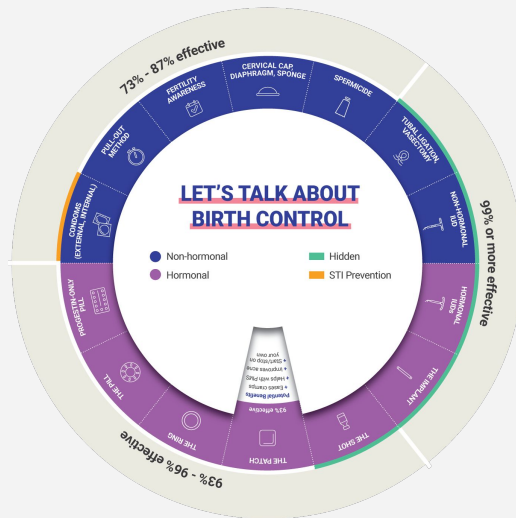 LET'S TALK ABOUT
BIRTH CONTROL
Non-hormonal
Hidden
Hormonal
STI Prevention
73% - 87% effective
99% or more effective
93% - 96% effective
CONDOMS
(EXTERNAL, INTERNAL)
PULL-OUT
METHOD
FERTILITY
AWARENESS
CERVICAL CAP,
DIAPHRAGM, SPONGE
SPERMICIDE
TUBAL LIGATION,
VASECTOMY
NON-HORMONAL
IUD
HORMONAL
IUDs
THE IMPLANT
THE SHOT
THE PATCH
93% effective
Potential Benefits
+ Eases cramps
+ Helps with PMS
+ Improves acne
+ Start/stop on
your own
THE RING
THE PILL
PROGESTIN-ONLY
PILL